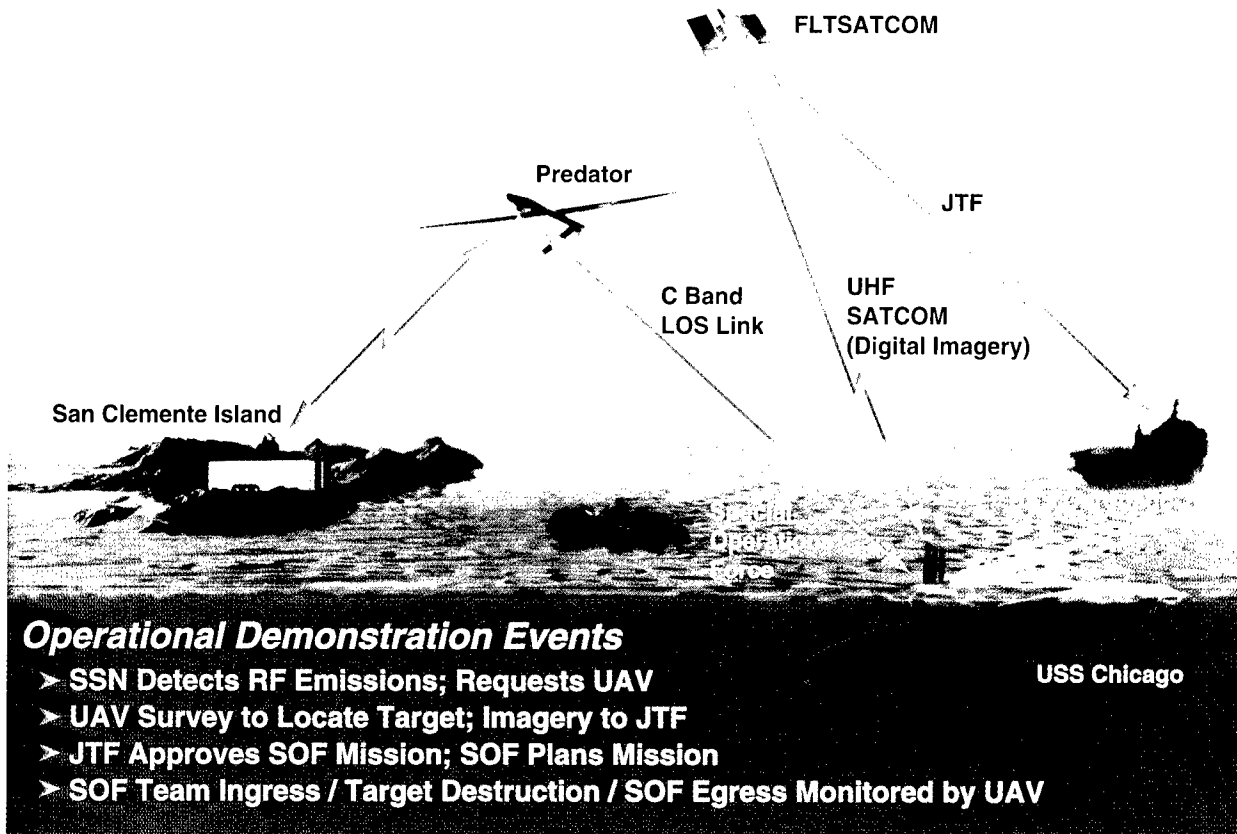 FLTSATCOM
Predator
JTF
C Band
LOS Link
UHF
SATCOM
(Digital Imagery)
San Clemente Island
Special
Force
Operational Demonstration Events
USS Chicago
➤ SSN Detects RF Emissions; Requests UAV
➤ UAV Survey to Locate Target; Imagery to JTF
➤ JTF Approves SOF Mission; SOF Plans Mission
➤ SOF Team Ingress / Target Destruction / SOF Egress Monitored by UAV